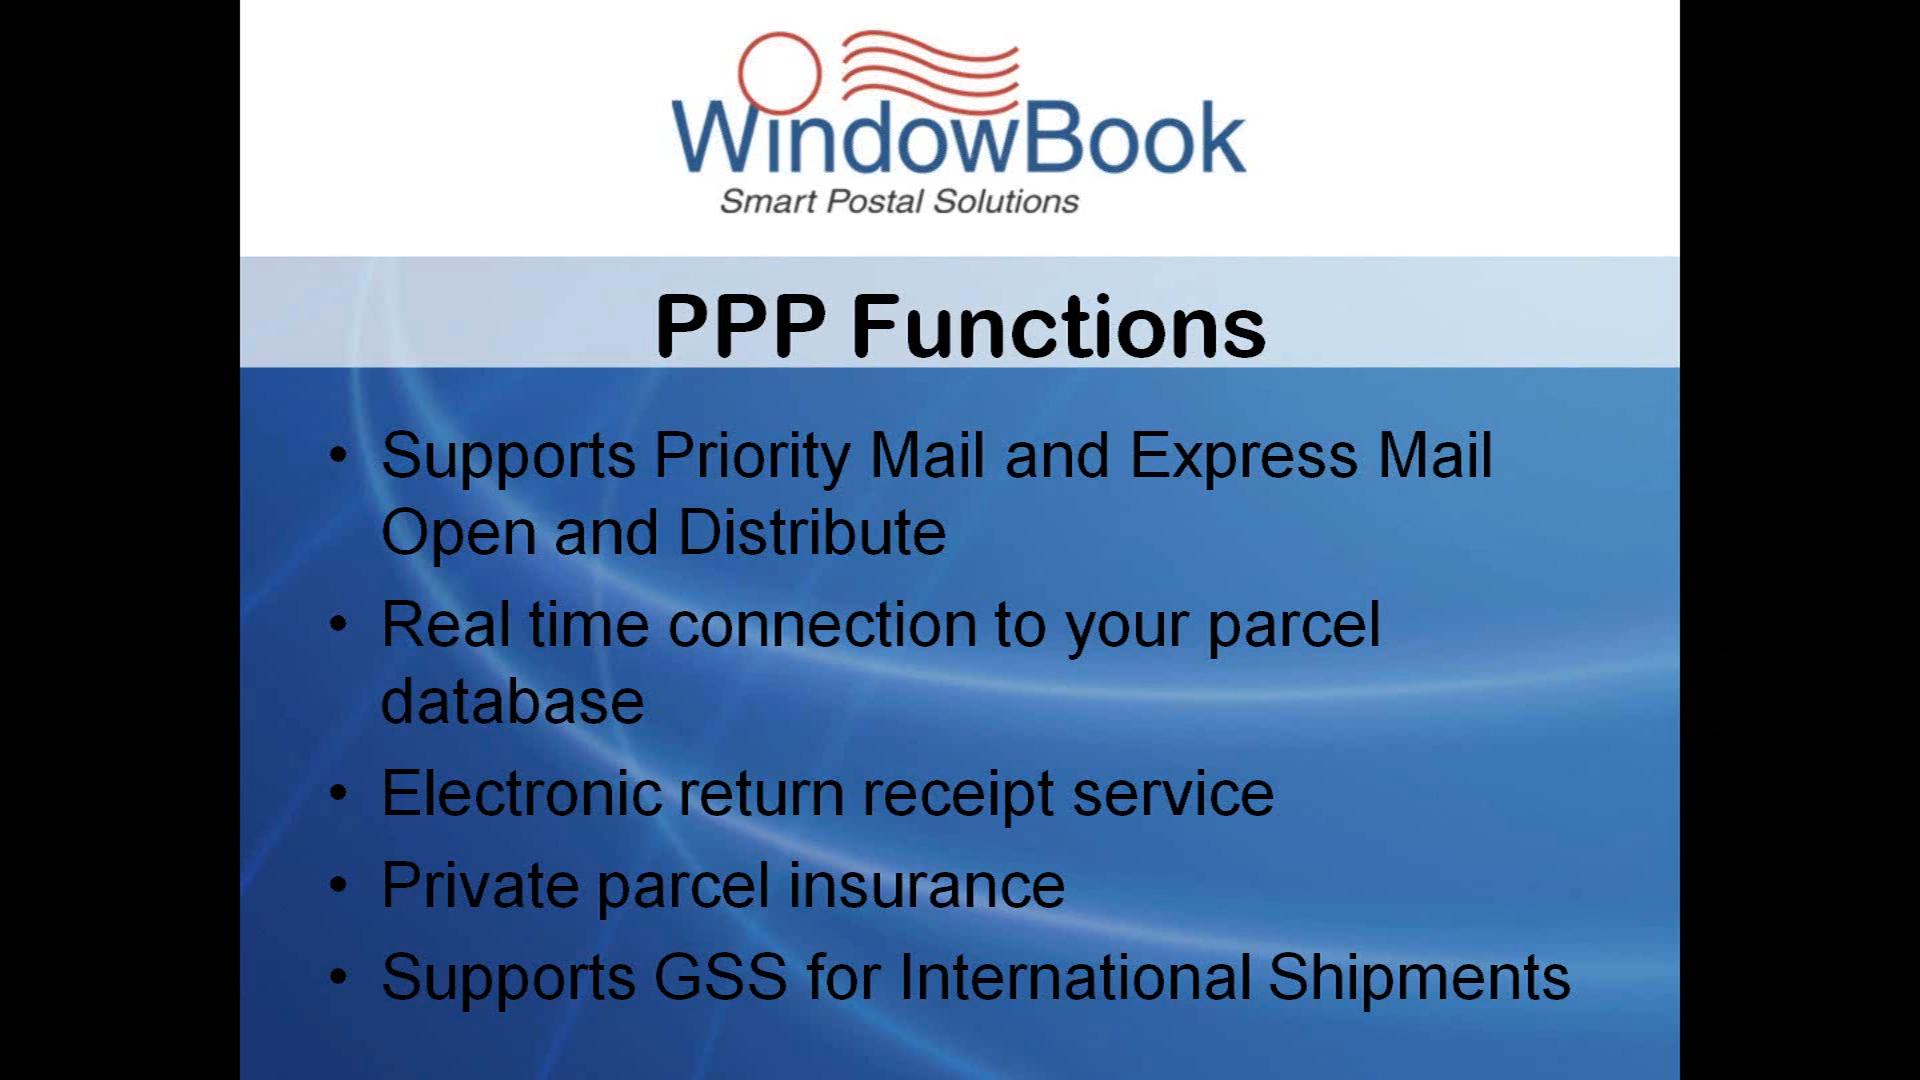 WindowBook
Smart Postal Solutions
PPP Functions
• Supports Priority Mail and Express Mail
Open and Distribute
• Real time connection to your parcel
database
• Electronic return receipt service
• Private parcel insurance
• Supports GSS for International Shipments